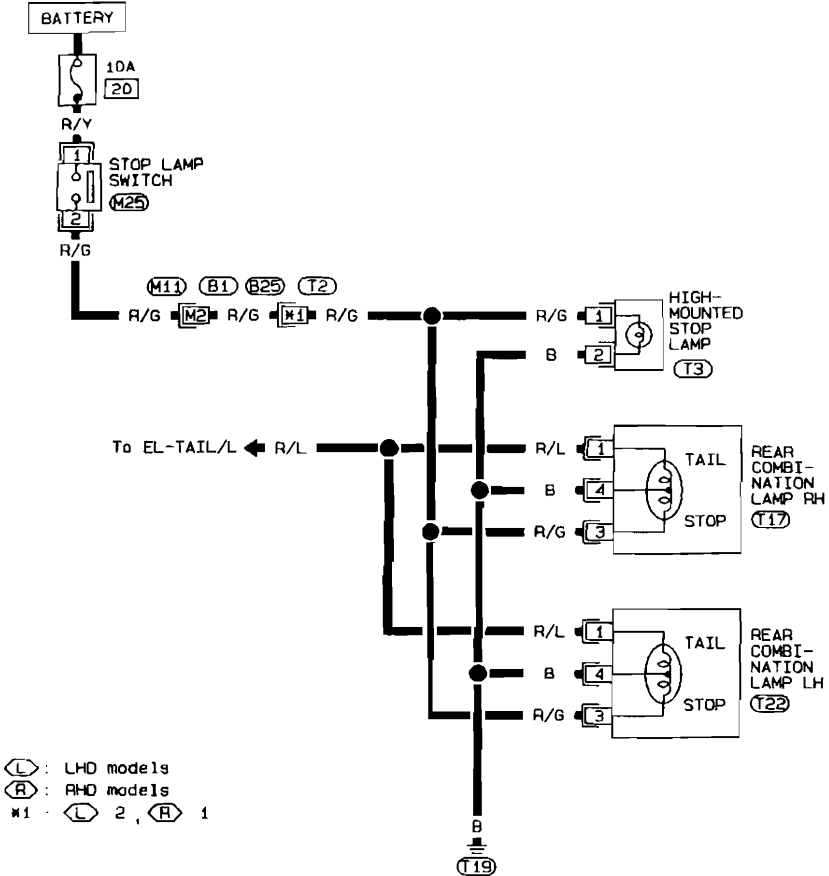 BATTERY
10A
20
R/Y
1
STOP LAMP
SWITCH
M25
2
R/G
M11 B1 B25 T2
R/G M2 R/G *1 R/G
R/G 1
B 2
HIGH-
MOUNTED
STOP
LAMP
T3
To EL-TAIL/L R/L
R/L 1 TAIL
B 4
R/G 3 STOP
REAR
COMBI-
NATION
LAMP RH
T17
R/L 1 TAIL
B 4
R/G 3 STOP
REAR
COMBI-
NATION
LAMP LH
T22
L : LHD models
R : RHD models
*1 · L 2 , R 1
B
T19